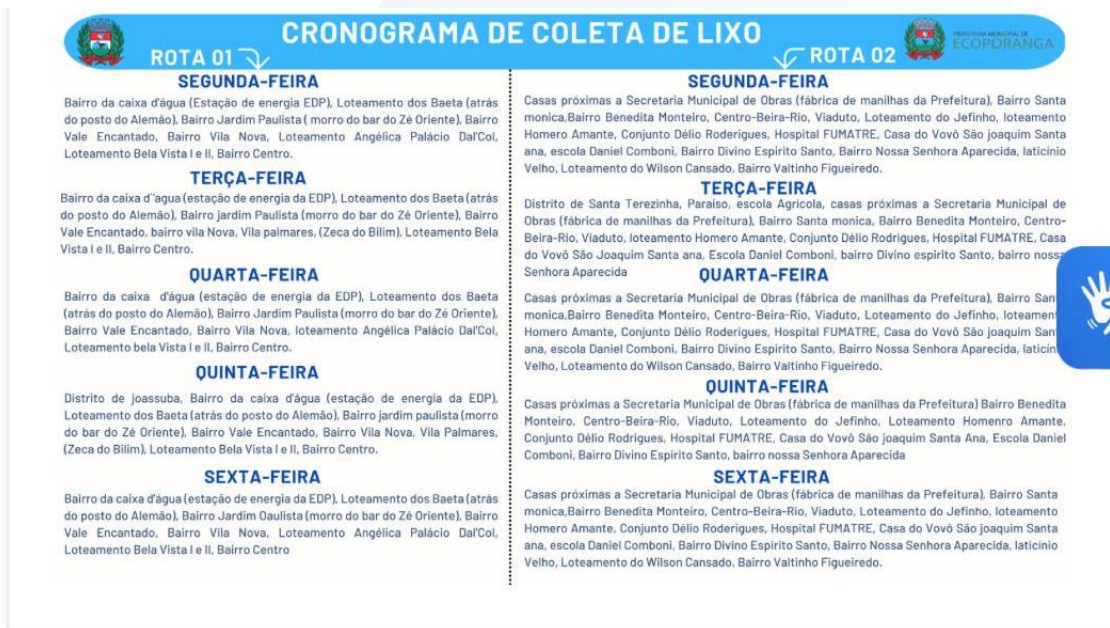 CRONOGRAMA DE COLETA DE LIXO
ROTA 01
ROTA 02
PREFEITURA MUNICIPAL DE
ECOPORANGA
SEGUNDA-FEIRA
Bairro da caixa d'água (Estação de energia EDP), Loteamento dos Baeta (atrás
do posto do Alemão), Bairro Jardim Paulista ( morro do bar do Zé Oriente), Bairro
Vale Encantado, Bairro Vila Nova, Loteamento Angélica Palácio Dal'Col,
Loteamento Bela Vista I e II, Bairro Centro.
TERÇA-FEIRA
Bairro da caixa d´'agua (estação de energia da EDP), Loteamento dos Baeta (atrás
do posto do Alemão), Bairro jardim Paulista (morro do bar do Zé Oriente), Bairro
Vale Encantado, bairro vila Nova, Vila palmares, (Zeca do Bilim), Loteamento Bela
Vista I e II, Bairro Centro.
QUARTA-FEIRA
Bairro da caixa d'água (estação de energia da EDP), Loteamento dos Baeta
(atrás do posto do Alemão), Bairro Jardim Paulista (morro do bar do Zé Oriente),
Bairro Vale Encantado, Bairro Vila Nova, loteamento Angélica Palácio Dal'Col,
Loteamento bela Vista I e II, Bairro Centro.
QUINTA-FEIRA
Distrito de joassuba, Bairro da caixa d'água (estação de energia da EDP),
Loteamento dos Baeta (atrás do posto do Alemão), Bairro jardim paulista (morro
do bar do Zé Oriente), Bairro Vale Encantado, Bairro Vila Nova, Vila Palmares,
(Zeca do Bilim), Loteamento Bela Vista I e II, Bairro Centro.
SEXTA-FEIRA
Bairro da caixa d'água (estação de energia da EDP), Loteamento dos Baeta (atrás
do posto do Alemão), Bairro Jardim Oaulista (morro do bar do Zé Oriente), Bairro
Vale Encantado, Bairro Vila Nova, Loteamento Angélica Palácio Dal'Col,
Loteamento Bela Vista I e II, Bairro Centro
SEGUNDA-FEIRA
Casas próximas a Secretaria Municipal de Obras (fábrica de manilhas da Prefeitura), Bairro Santa
monica,Bairro Benedita Monteiro, Centro-Beira-Rio, Viaduto, Loteamento do Jefinho, loteamento
Homero Amante, Conjunto Délio Roderigues, Hospital FUMATRE, Casa do Vovô São joaquim Santa
ana, escola Daniel Comboni, Bairro Divino Espirito Santo, Bairro Nossa Senhora Aparecida, laticínio
Velho, Loteamento do Wilson Cansado, Bairro Valtinho Figueiredo.
TERÇA-FEIRA
Distrito de Santa Terezinha, Paraíso, escola Agrícola, casas próximas a Secretaria Municipal de
Obras (fábrica de manilhas da Prefeitura), Bairro Santa monica, Bairro Benedita Monteiro, Centro-
Beira-Rio, Viaduto, loteamento Homero Amante, Conjunto Délio Rodrigues, Hospital FUMATRE, Casa
do Vovô São Joaquim Santa ana, Escola Daniel Comboni, bairro Divino espirito Santo, bairro nossa
Senhora Aparecida
QUARTA-FEIRA
Casas próximas a Secretaria Municipal de Obras (fábrica de manilhas da Prefeitura), Bairro San
monica,Bairro Benedita Monteiro, Centro-Beira-Rio, Viaduto, Loteamento do Jefinho, loteamen
Homero Amante, Conjunto Délio Roderigues, Hospital FUMATRE, Casa do Vovô São joaquim San
ana, escola Daniel Comboni, Bairro Divino Espirito Santo, Bairro Nossa Senhora Aparecida, laticín
Velho, Loteamento do Wilson Cansado, Bairro Valtinho Figueiredo.
QUINTA-FEIRA
Casas próximas a Secretaria Municipal de Obras (fábrica de manilhas da Prefeitura) Bairro Benedita
Monteiro, Centro-Beira-Rio, Viaduto, Loteamento do Jefinho, Loteamento Homenro Amante,
Conjunto Délio Rodrigues, Hospital FUMATRE, Casa do Vovô São joaquim Santa Ana, Escola Daniel
Comboni, Bairro Divino Espirito Santo, bairro nossa Senhora Aparecida
SEXTA-FEIRA
Casas próximas a Secretaria Municipal de Obras (fábrica de manilhas da Prefeitura), Bairro Santa
monica,Bairro Benedita Monteiro, Centro-Beira-Rio, Viaduto, Loteamento do Jefinho, loteamento
Homero Amante, Conjunto Délio Roderigues, Hospital FUMATRE, Casa do Vovô São joaquim Santa
ana, escola Daniel Comboni, Bairro Divino Espirito Santo, Bairro Nossa Senhora Aparecida, laticínio
Velho, Loteamento do Wilson Cansado, Bairro Valtinho Figueiredo.